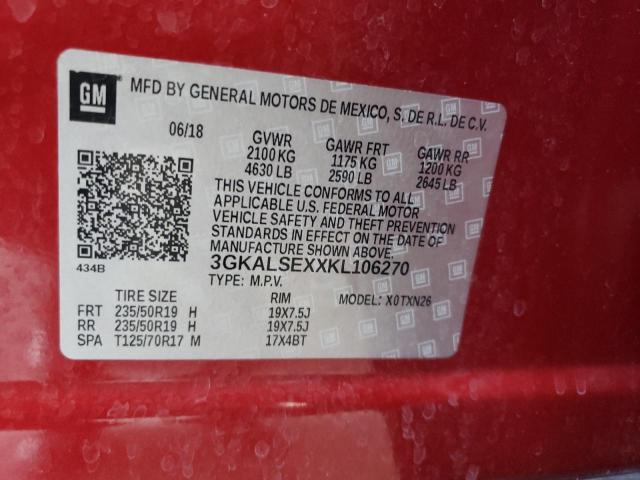 GM
MFD BY GENERAL MOTORS DE MEXICO, S. DE R.L. DE C.V.
06/18 GVWR GAWR FRT GAWR RR
2100 KG 1175 KG 1200 KG
4630 LB 2590 LB 2645 LB
THIS VEHICLE CONFORMS TO ALL
APPLICABLE U.S. FEDERAL MOTOR
VEHICLE SAFETY AND THEFT PREVENTION
STANDARDS IN EFFECT ON THE DATE OF
MANUFACTURE SHOWN ABOVE.
434B
3GKALSEXXKL106270
TYPE: M.P.V.
TIRE SIZE RIM MODEL: X0TXN26
FRT 235/50R19 H 19X7.5J
RR 235/50R19 H 19X7.5J
SPA T125/70R17 M 17X4BT